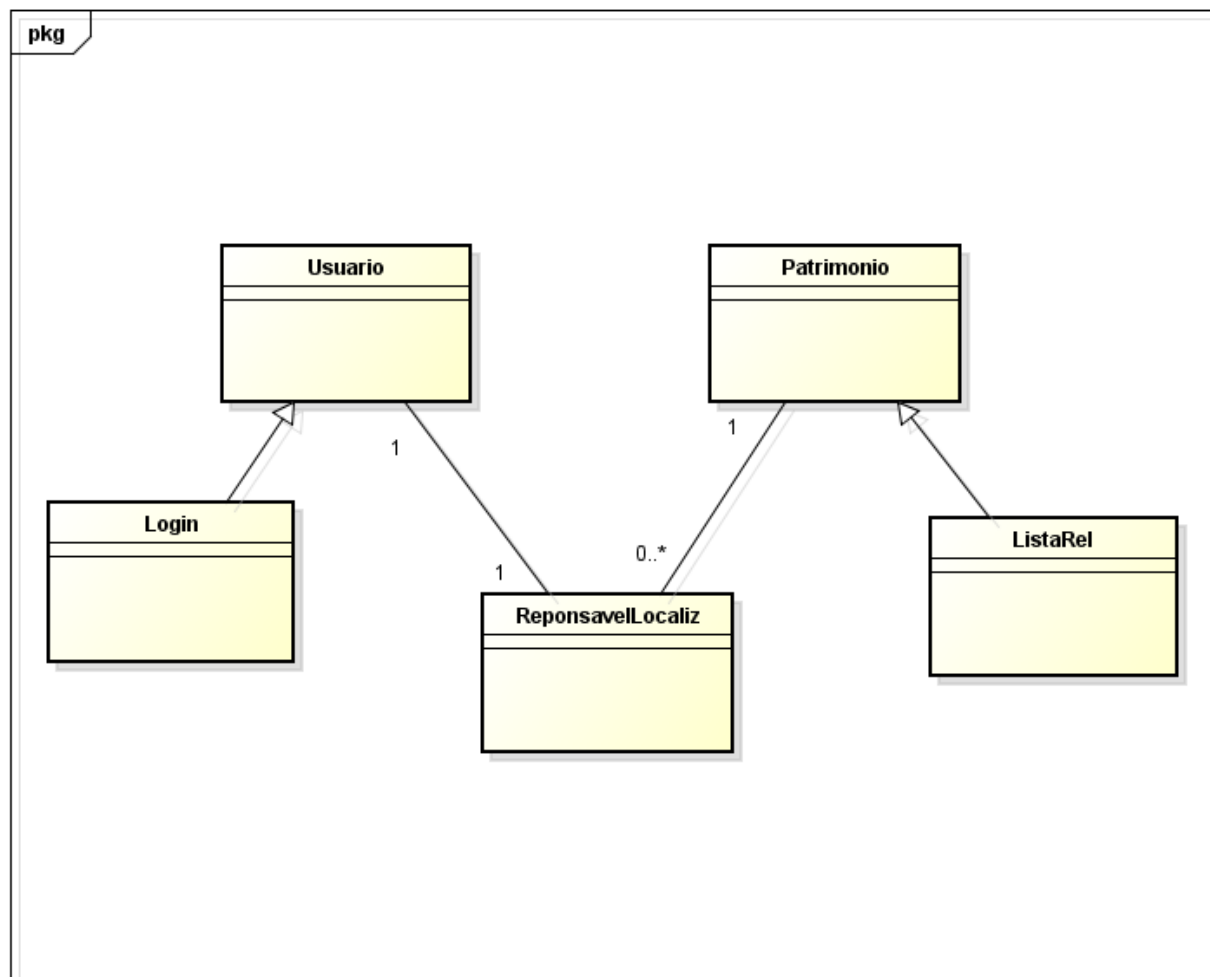 pkg
Usuario
Patrimonio
1
1
Login
ListaRel
1
0..*
ReponsavelLocaliz